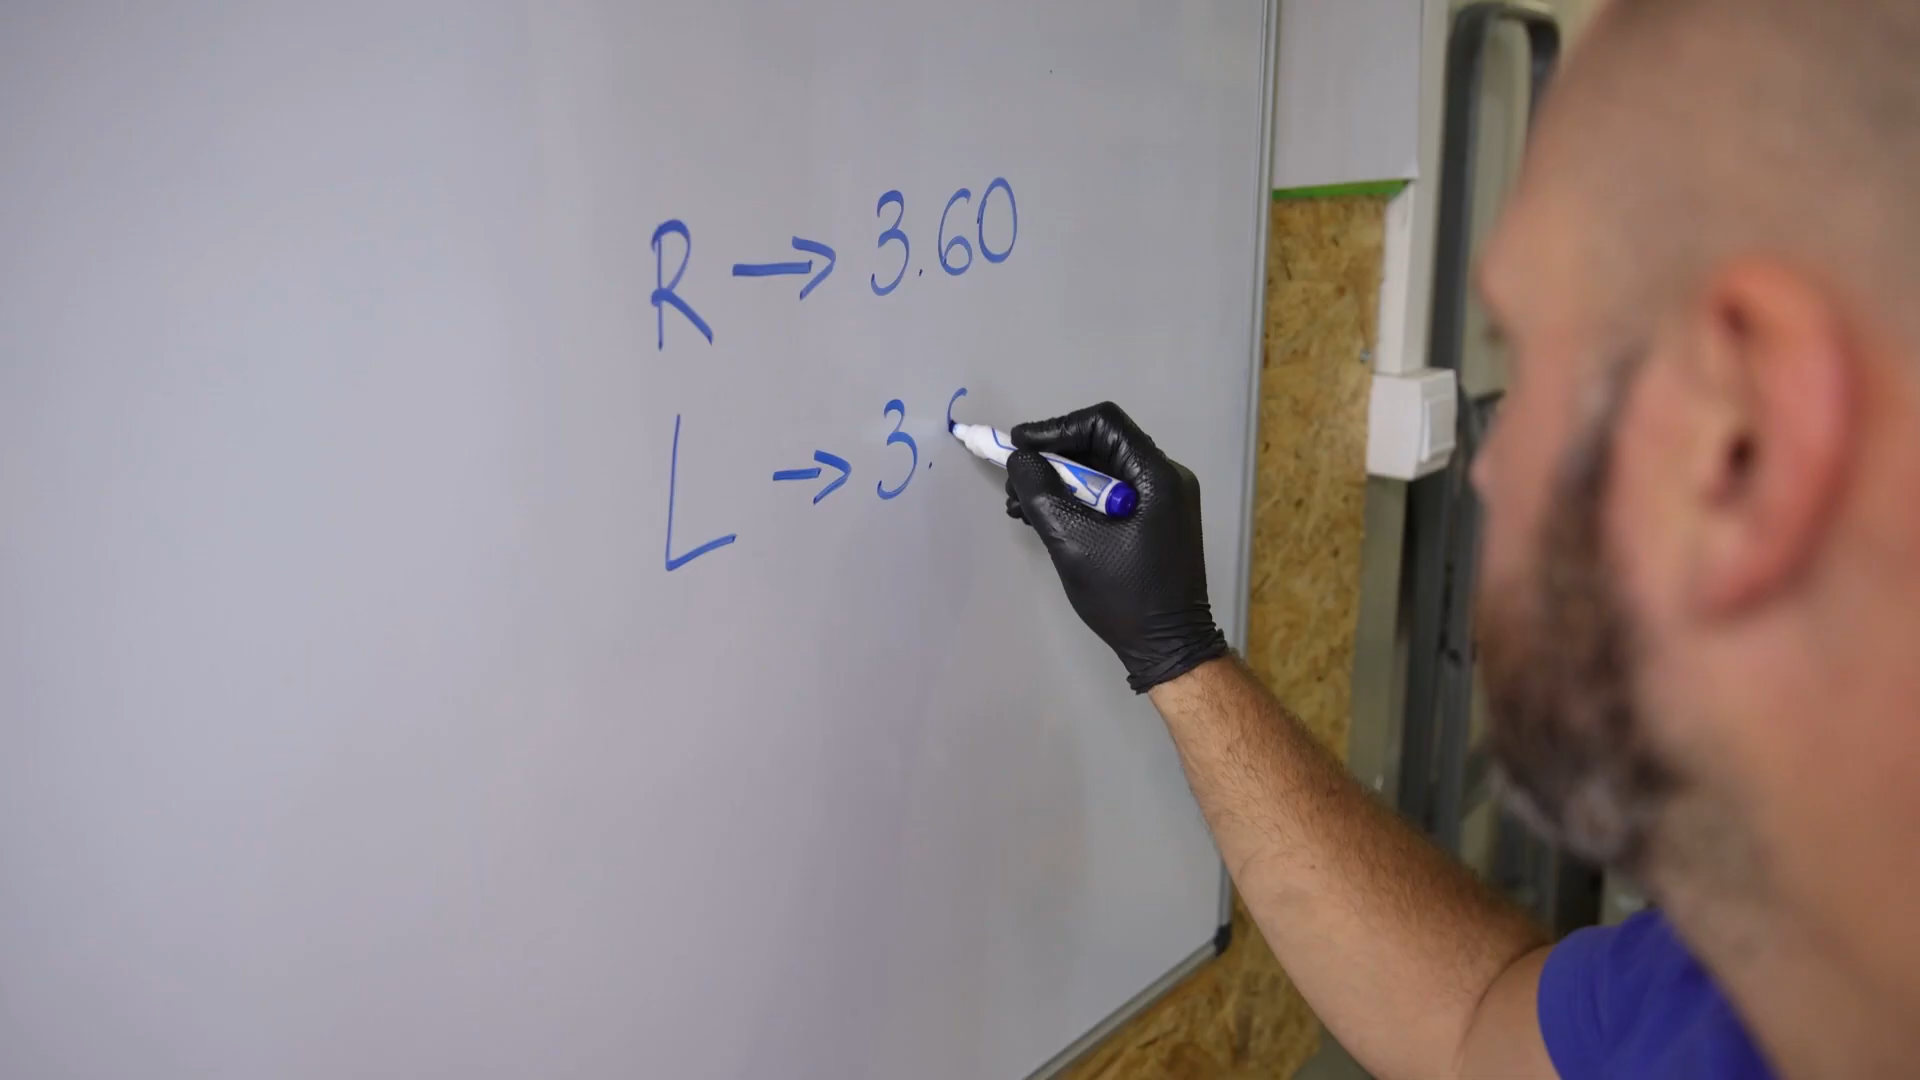 R → 3.60
L → 3.